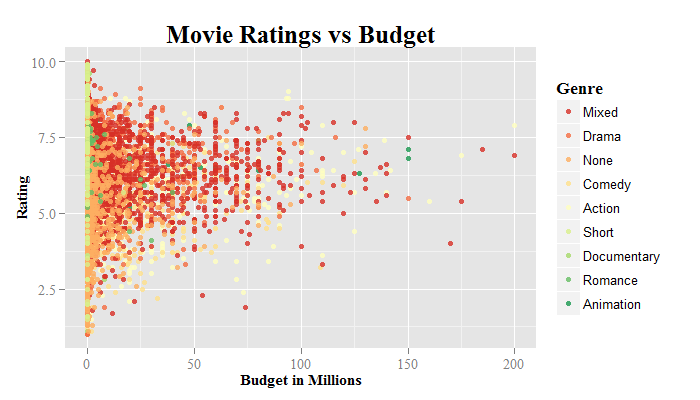 Movie Ratings vs Budget
10.0
7.5
5.0
2.5
Rating
0
50
100
150
200
Budget in Millions
Genre
Mixed
Drama
None
Comedy
Action
Short
Documentary
Romance
Animation